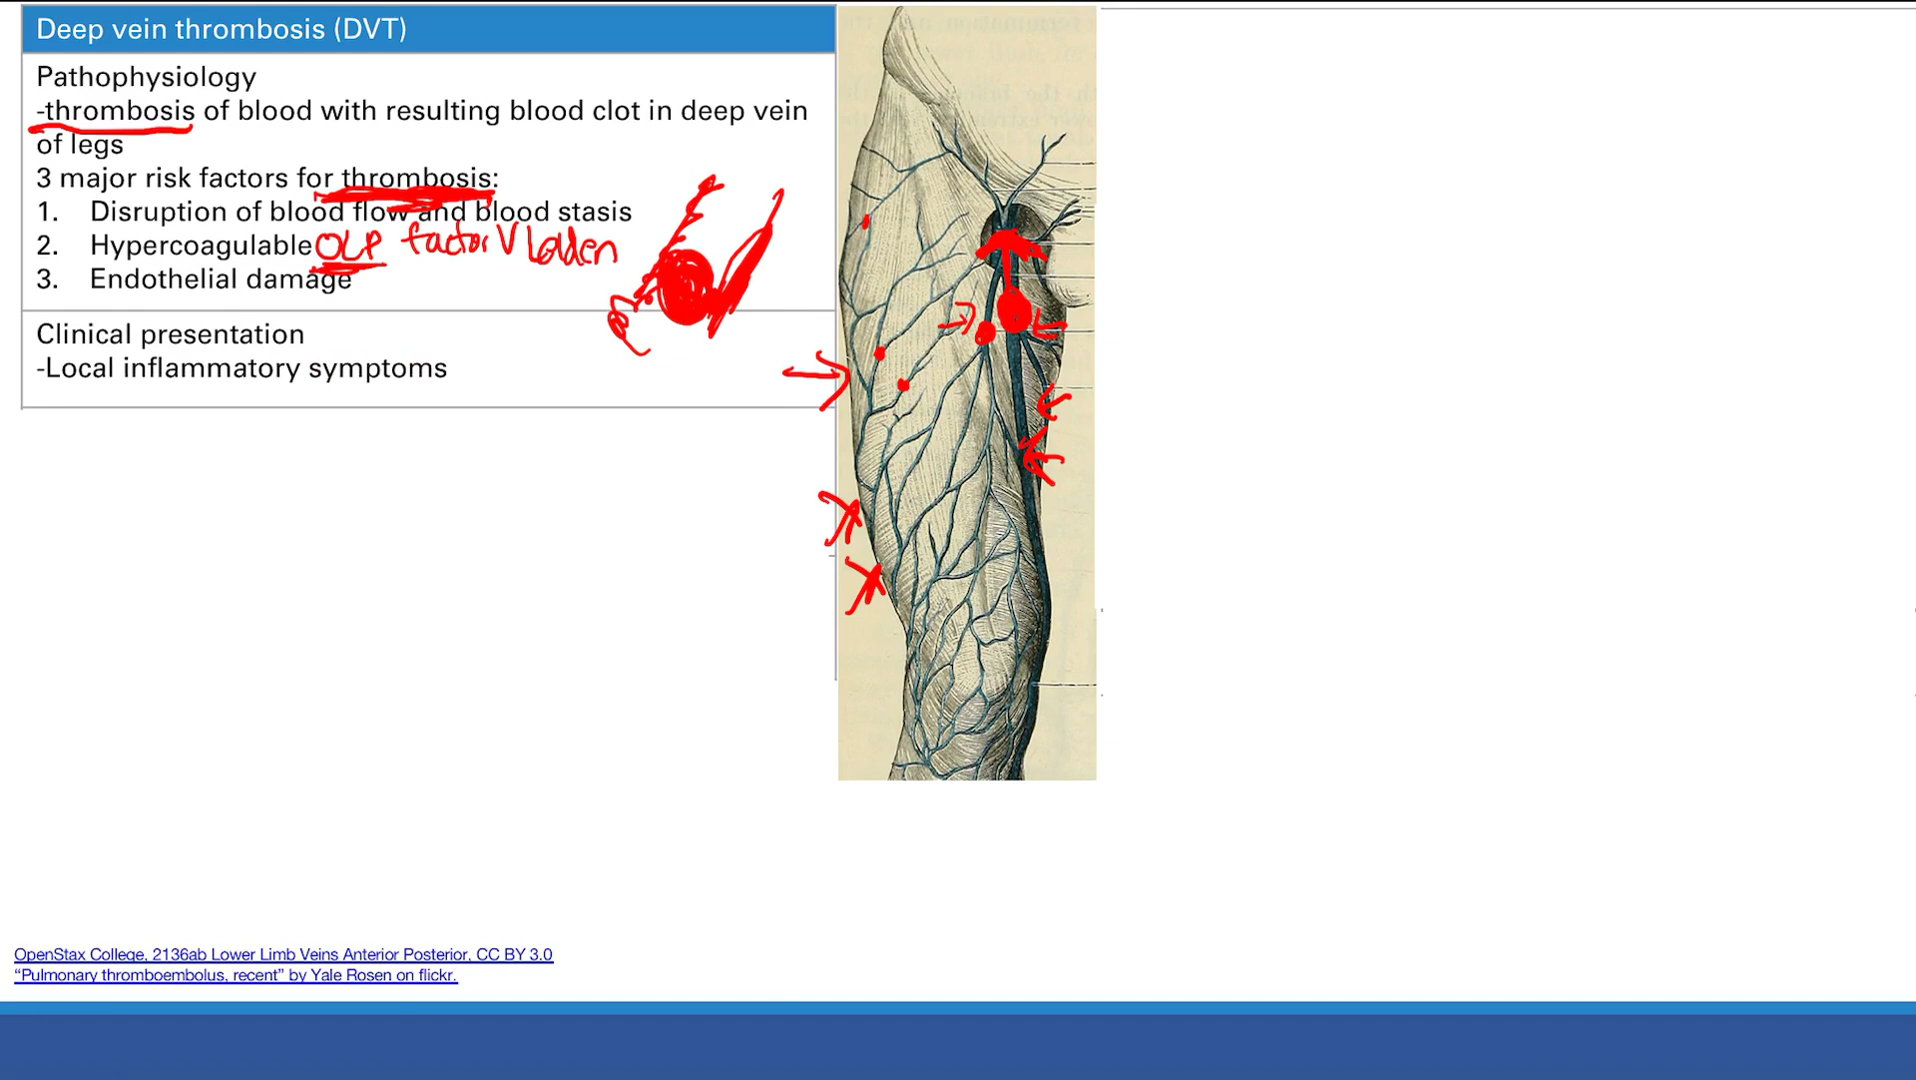 Deep vein thrombosis (DVT)
Pathophysiology
-thrombosis of blood with resulting blood clot in deep vein
of legs
3 major risk factors for thrombosis:
1. Disruption of blood flow and blood stasis
2. Hypercoagulable OCP factor V Leiden
3. Endothelial damage
Clinical presentation
-Local inflammatory symptoms
OpenStax College, 2136ab Lower Limb Veins Anterior Posterior, CC BY 3.0
“Pulmonary thromboembolus, recent” by Yale Rosen on flickr.